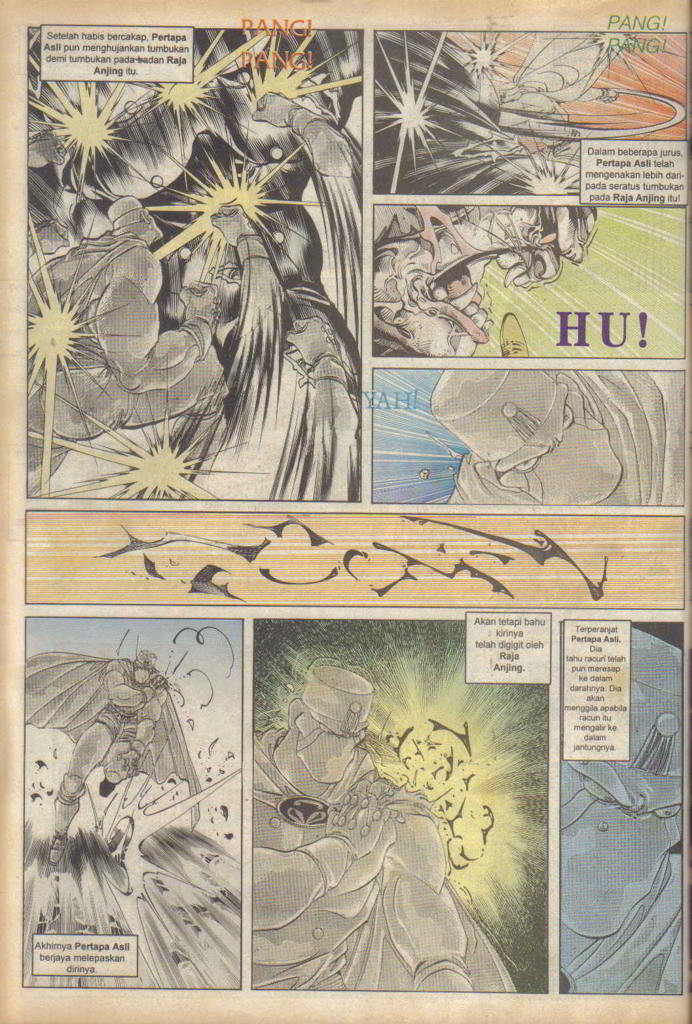 PANG!
PANG!
Setelah habis bercakap, Pertapa
Asli pun menghujankan tumbukan
demi tumbukan pada badan Raja
Anjing itu.
PANG!
PANG!
Dalam beberapa jurus,
Pertapa Asli telah
mengenakan lebih dari-
pada seratus tumbukan
pada Raja Anjing itu!
HU!
YAH!
Akhirnya Pertapa Asli
berjaya melepaskan
dirinya.
Akan tetapi bahu
kirinya
telah digigit oleh
Raja
Anjing.
Terperanjat
Pertapa Asli.
Dia
tahu racun telah
pun meresap
ke dalam
darahnya. Dia
akan
menggila apabila
racun itu
mengalir ke
dalam
jantungnya.